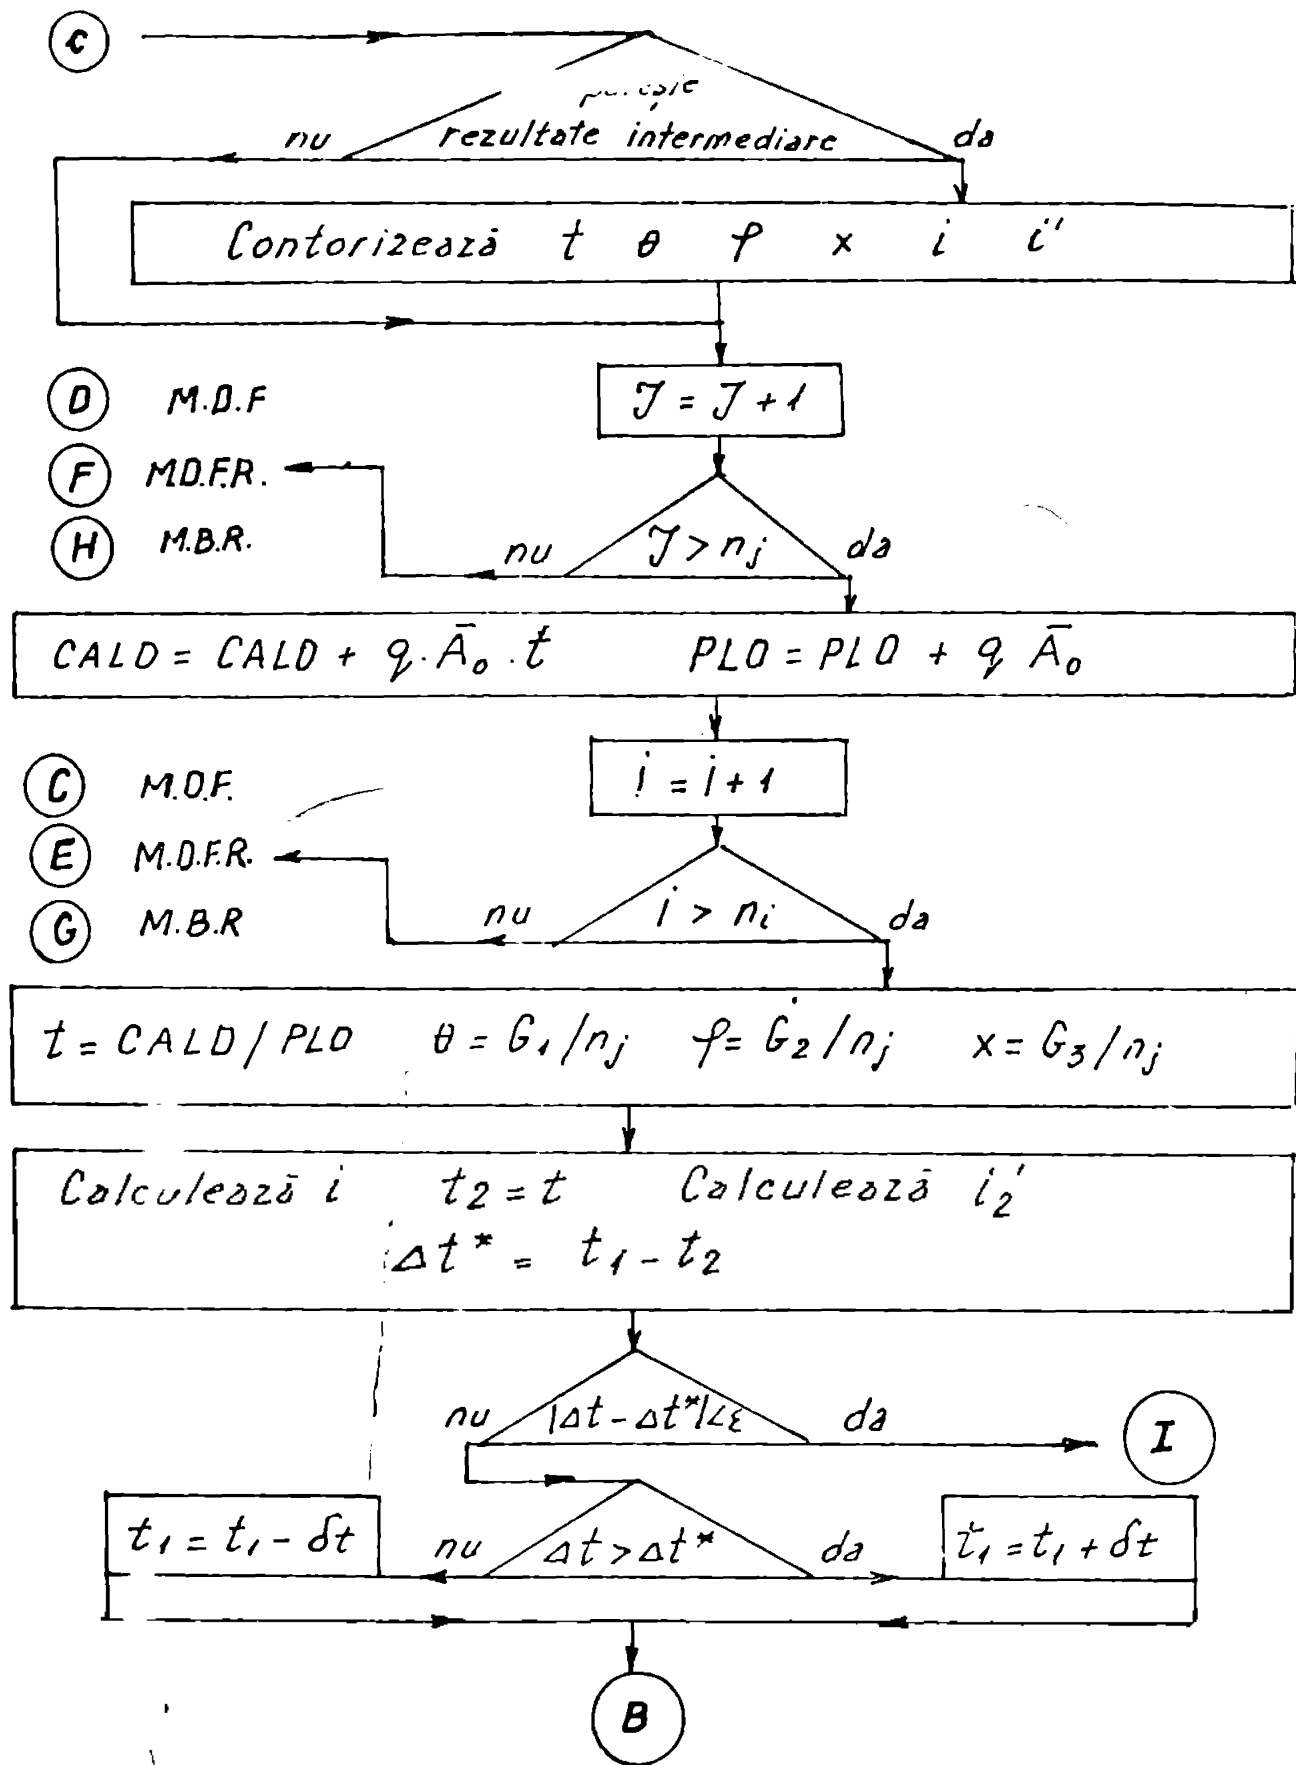 C
nu rezultate intermediare da
Contorizează t θ φ x i i'
D M.D.F J = J + 1
F M.D.F.R.
H M.B.R. nu J > nj da
CALD = CALD + q · Ā₀ · t PLO = PLO + q Ā₀
C M.D.F. i = i + 1
E M.D.F.R.
G M.B.R nu i > ni da
t = CALD / PLO θ = G₁/nj φ = G₂/nj x = G₃/nj
Calculează i t₂ = t Calculează i₂'
Δt* = t₁ - t₂
nu |Δt - Δt*|<ε da I
t₁ = t₁ - δt nu Δt > Δt* da t₁ = t₁ + δt
B